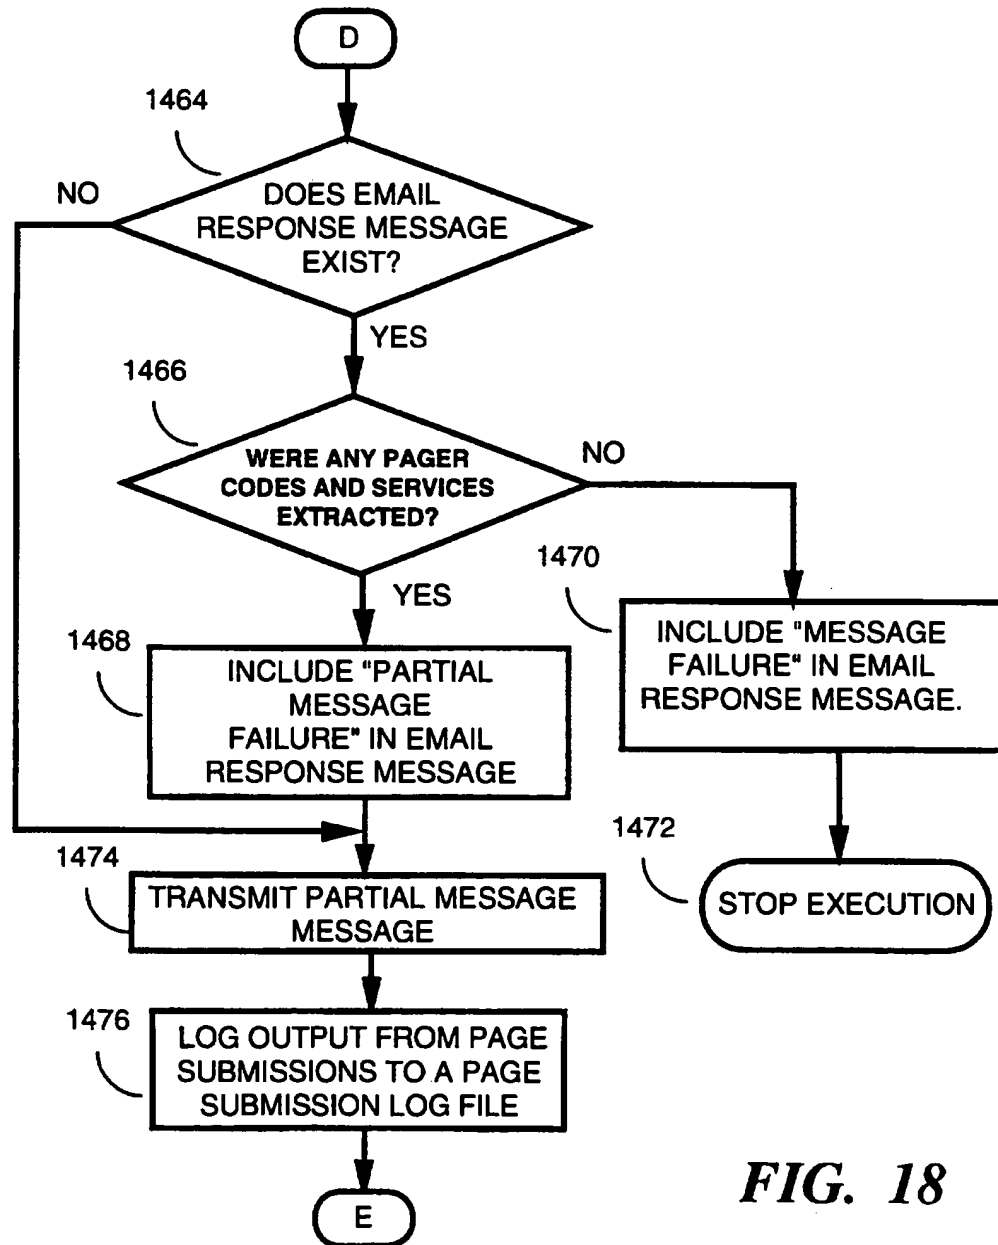 D
1464
NO
DOES EMAIL
RESPONSE MESSAGE
EXIST?
YES
1466
WERE ANY PAGER
CODES AND SERVICES
EXTRACTED?
NO
YES
1470
INCLUDE "MESSAGE
FAILURE" IN EMAIL
RESPONSE MESSAGE.
1468
INCLUDE "PARTIAL
MESSAGE
FAILURE" IN EMAIL
RESPONSE MESSAGE
1472
STOP EXECUTION
1474
TRANSMIT PARTIAL MESSAGE
MESSAGE
1476
LOG OUTPUT FROM PAGE
SUBMISSIONS TO A PAGE
SUBMISSION LOG FILE
E
FIG. 18